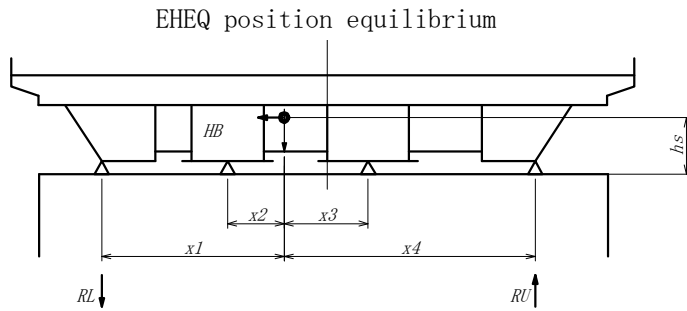 EHEQ position equilibrium
HB
hs
x2 x3
x1 x4
RL RU